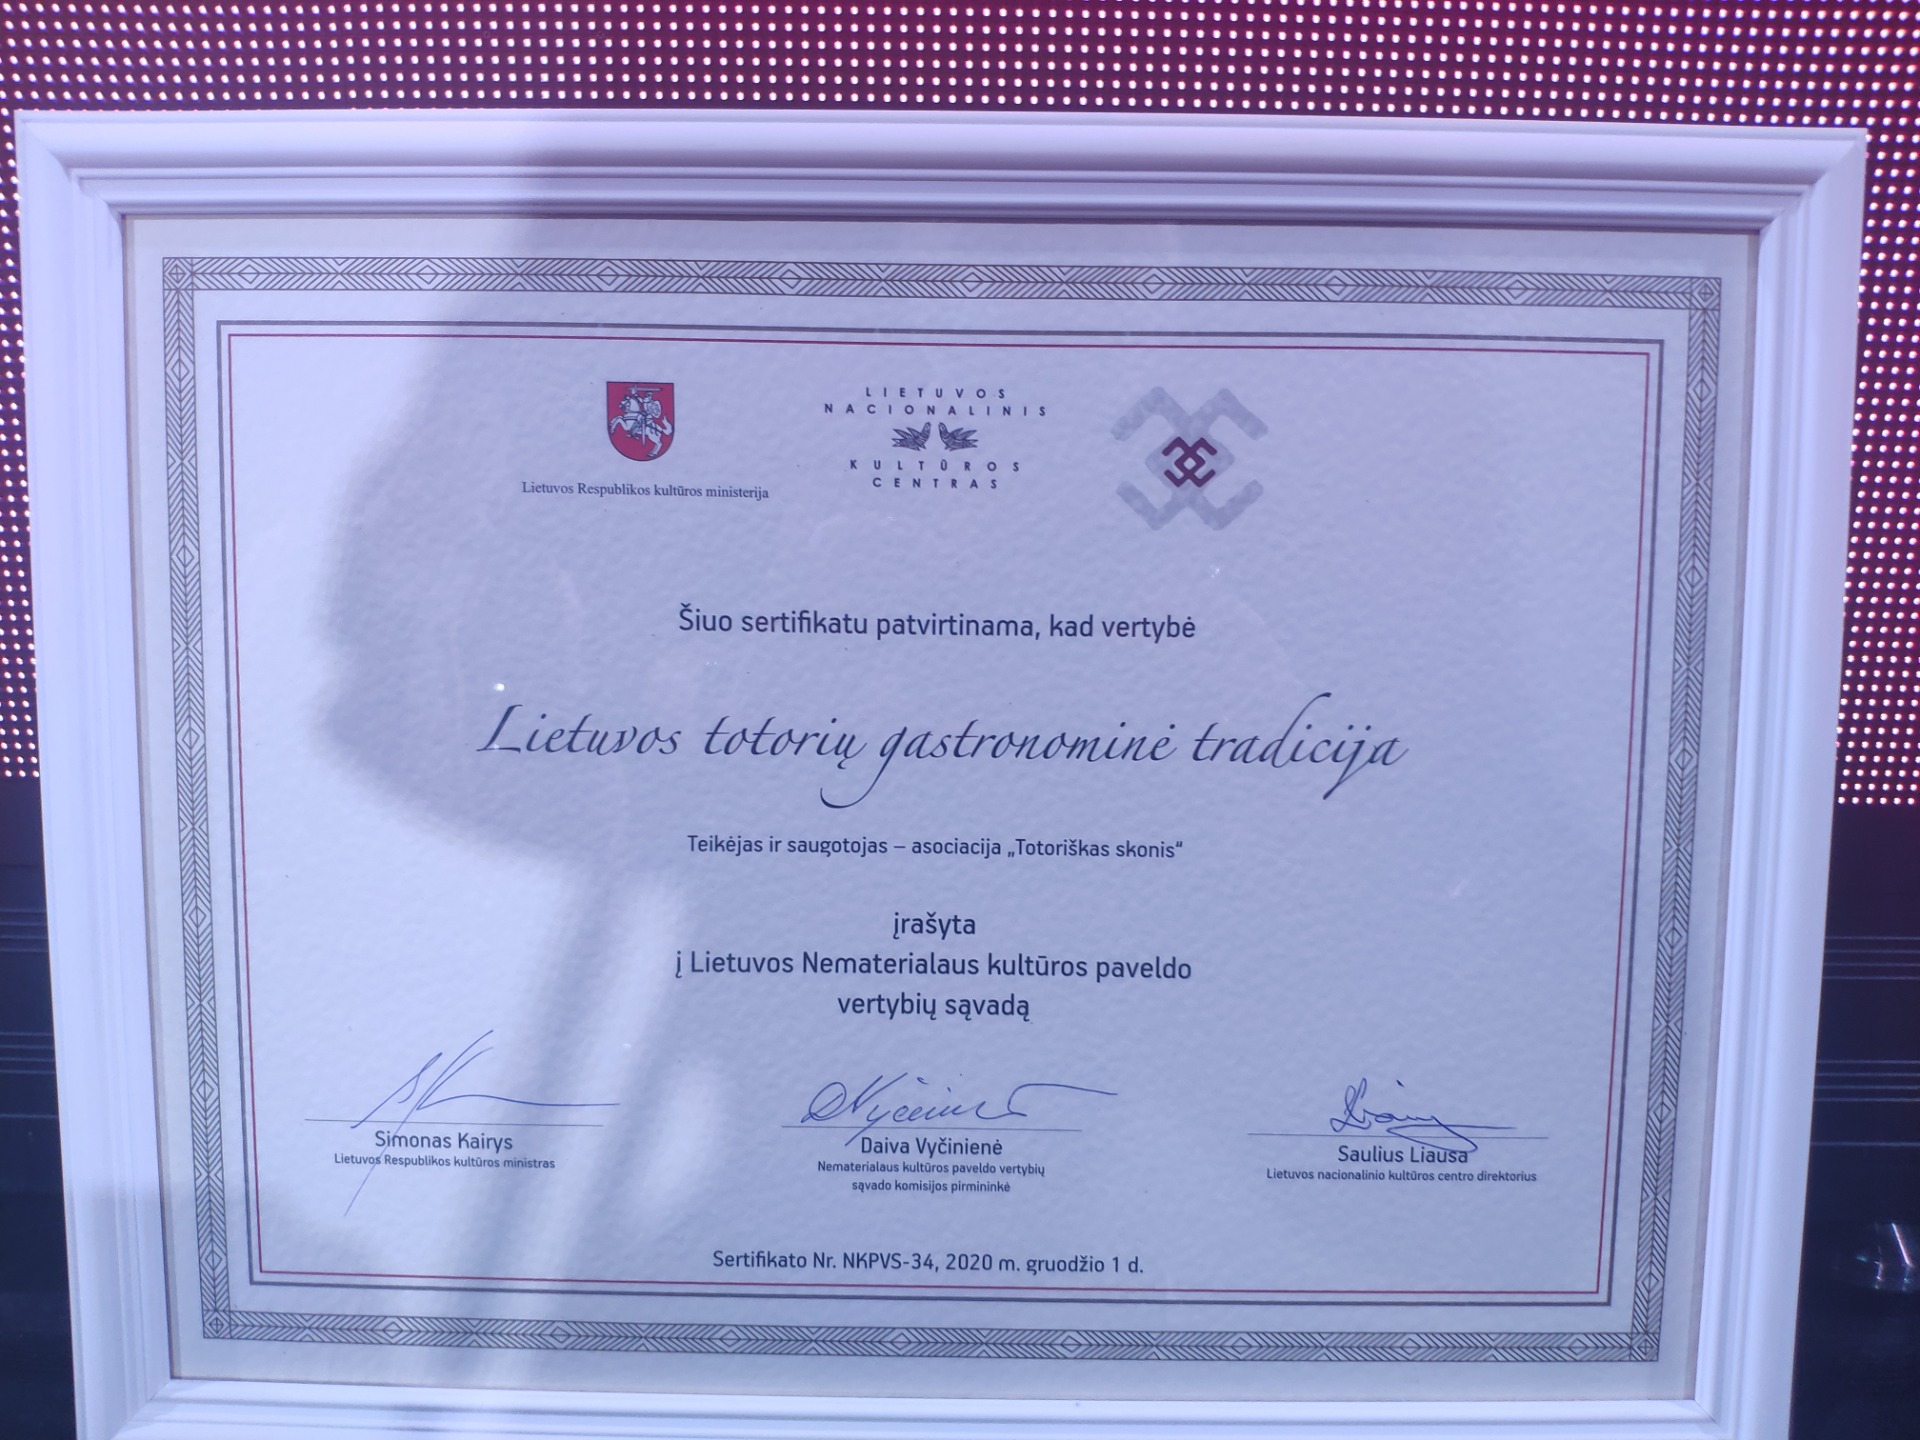 Lietuvos Respublikos kultūros ministerija
LIETUVOS
NACIONALINIS
KULTŪROS
CENTRAS
Šiuo sertifikatu patvirtinama, kad vertybė
Lietuvos totorių gastronominė tradicija
Teikėjas ir saugotojas – asociacija „Totoriškas skonis“
įrašyta
į Lietuvos Nematerialaus kultūros paveldo
vertybių sąvadą
Simonas Kairys
Lietuvos Respublikos kultūros ministras
Daiva Vyčinienė
Nematerialaus kultūros paveldo vertybių
sąvado komisijos pirmininkė
Saulius Liausa
Lietuvos nacionalinio kultūros centro direktorius
Sertifikato Nr. NKPVS-34, 2020 m. gruodžio 1 d.